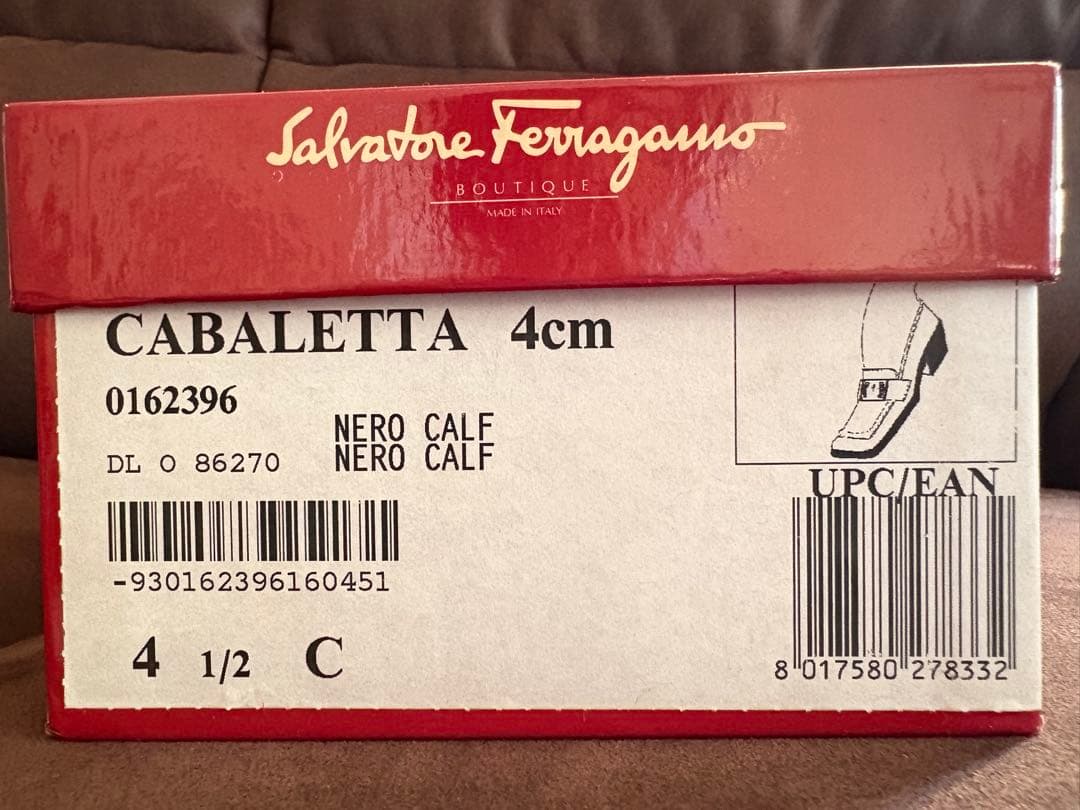 Salvatore Ferragamo
BOUTIQUE
MADE IN ITALY
CABALETTA 4cm
0162396
NERO CALF
DL O 86270 NERO CALF
UPC/EAN
-930162396160451
4 1/2 C
8 017580 278332